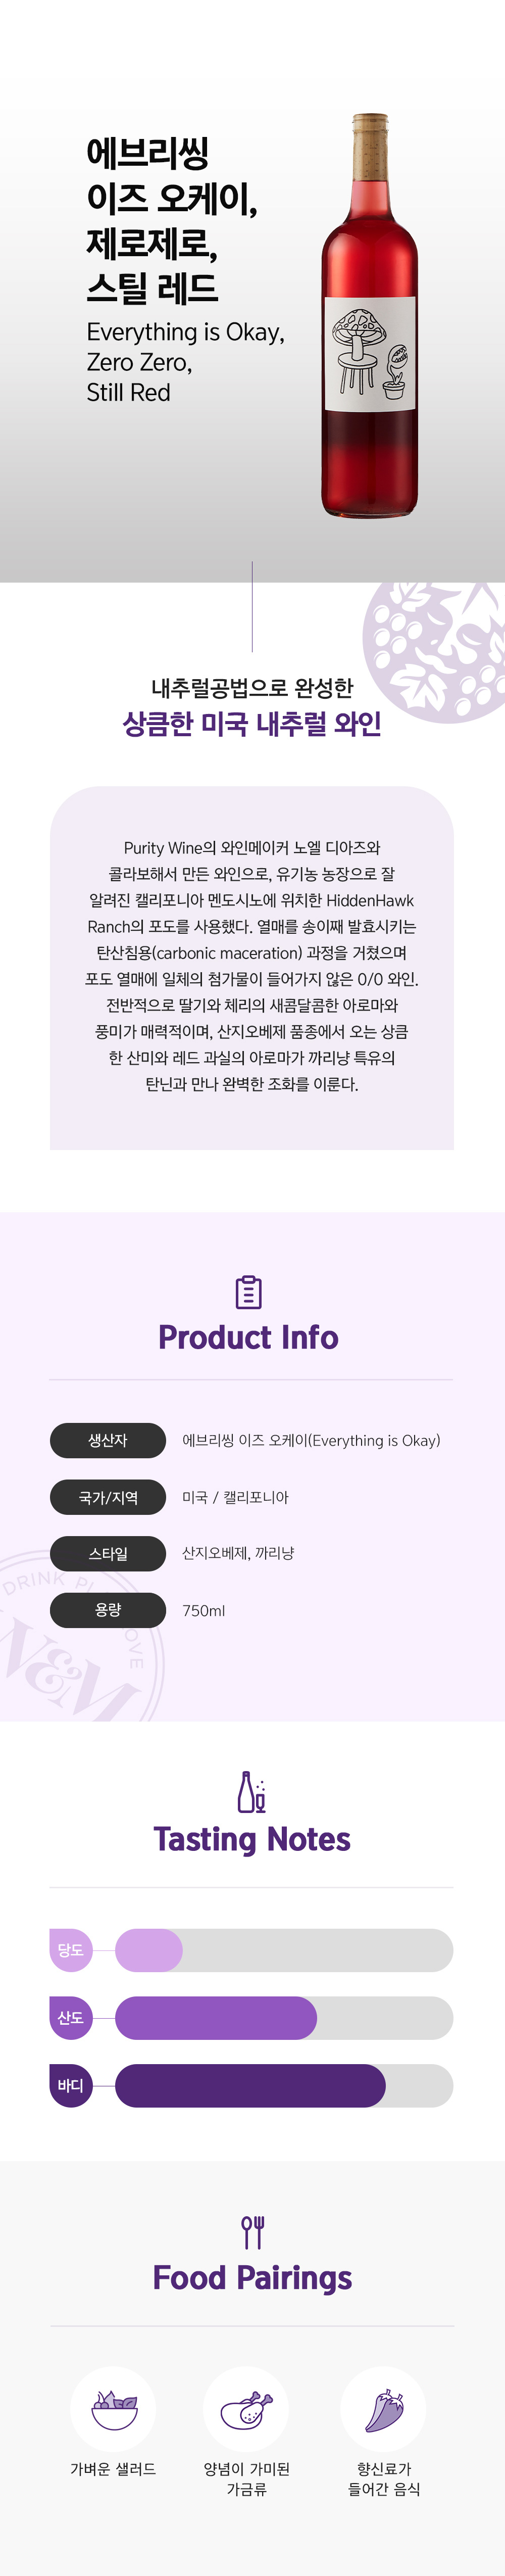 에브리씽
이즈 오케이,
제로제로,
스틸 레드
Everything is Okay,
Zero Zero,
Still Red
내추럴공법으로 완성한
상큼한 미국 내추럴 와인
Purity Wine의 와인메이커 노엘 디아즈와
콜라보해서 만든 와인으로, 유기농 농장으로 잘
알려진 캘리포니아 멘도시노에 위치한 HiddenHawk
Ranch의 포도를 사용했다. 열매를 송이째 발효시키는
탄산침용(carbonic maceration) 과정을 거쳤으며
포도 열매에 일체의 첨가물이 들어가지 않은 0/0 와인.
전반적으로 딸기와 체리의 새콤달콤한 아로마와
풍미가 매력적이며, 산지오베제 품종에서 오는 상큼
한 산미와 레드 과실의 아로마가 까리냥 특유의
탄닌과 만나 완벽한 조화를 이룬다.
Product Info
생산자 에브리씽 이즈 오케이(Everything is Okay)
국가/지역 미국 / 캘리포니아
스타일 산지오베제, 까리냥
용량 750ml
DRINK
W&M
Tasting Notes
당도
산도
바디
Food Pairings
가벼운 샐러드
양념이 가미된
가금류
향신료가
들어간 음식